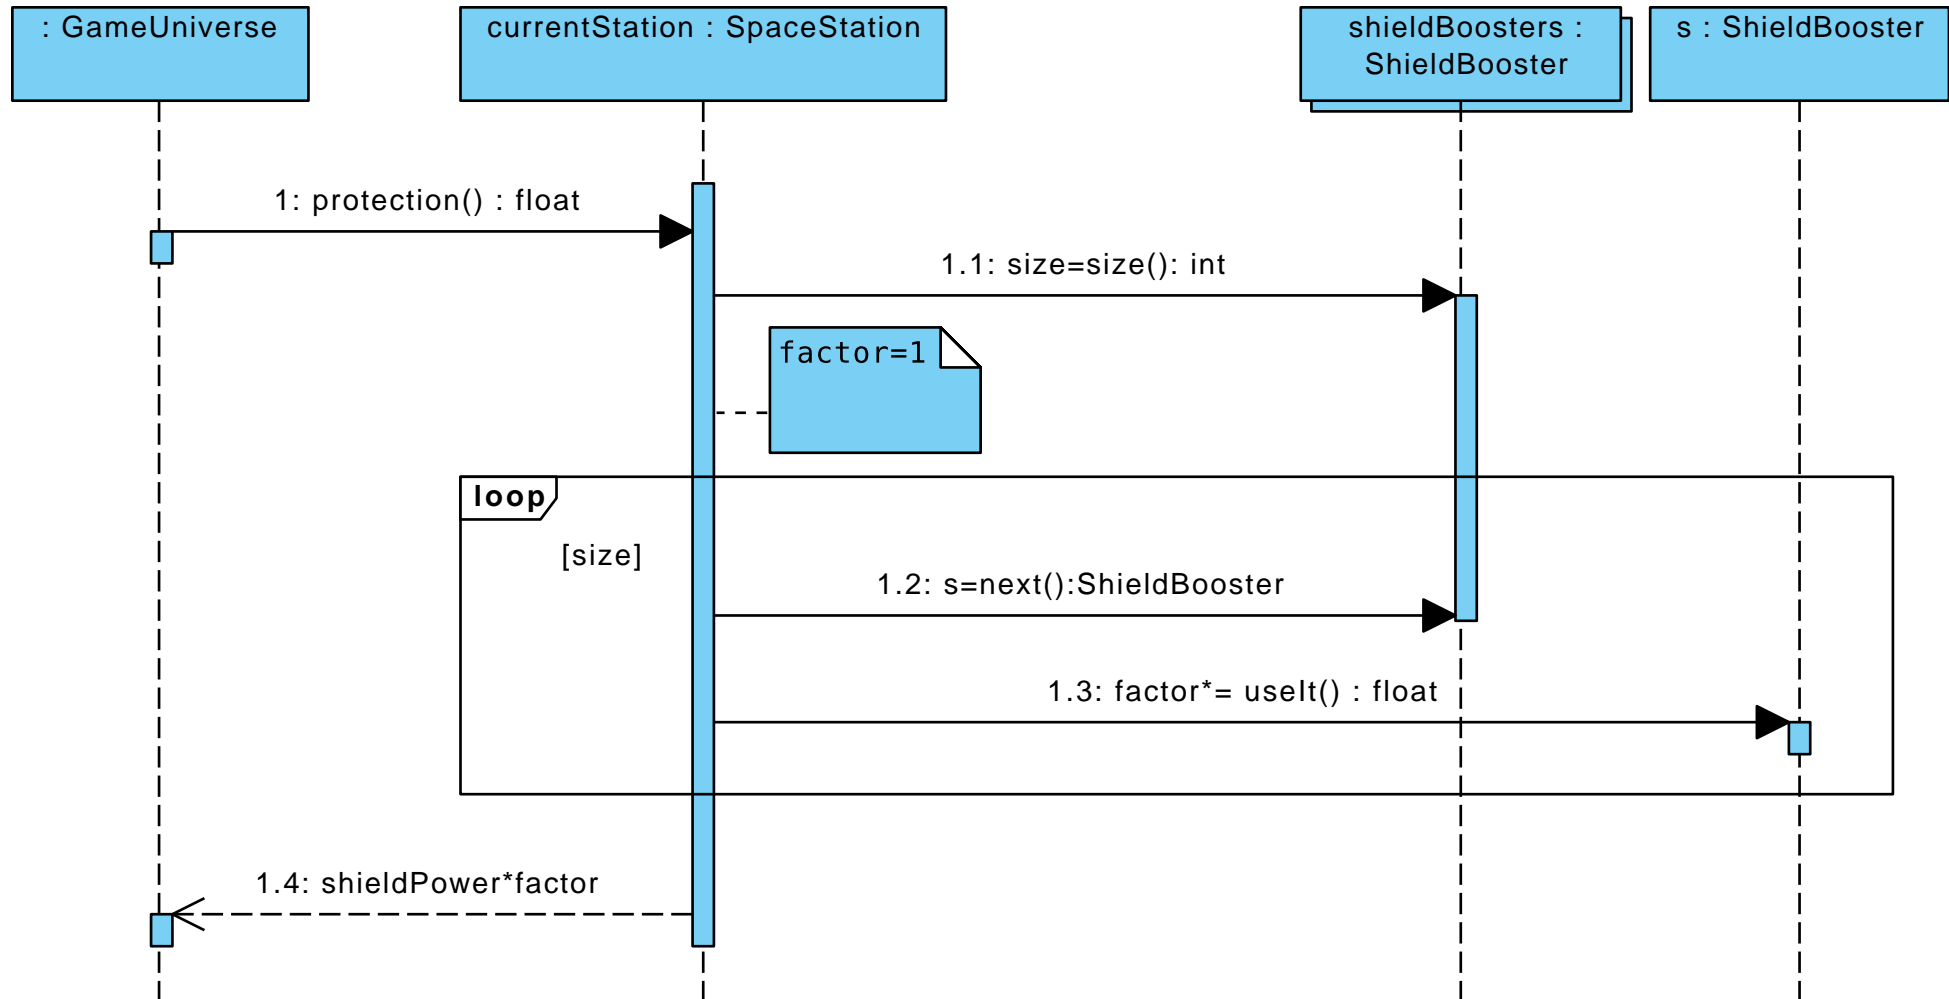 : GameUniverse
currentStation : SpaceStation
shieldBoosters :
ShieldBooster
s : ShieldBooster
1: protection() : float
1.1: size=size(): int
factor=1
loop
[size]
1.2: s=next():ShieldBooster
1.3: factor*= useIt() : float
1.4: shieldPower*factor